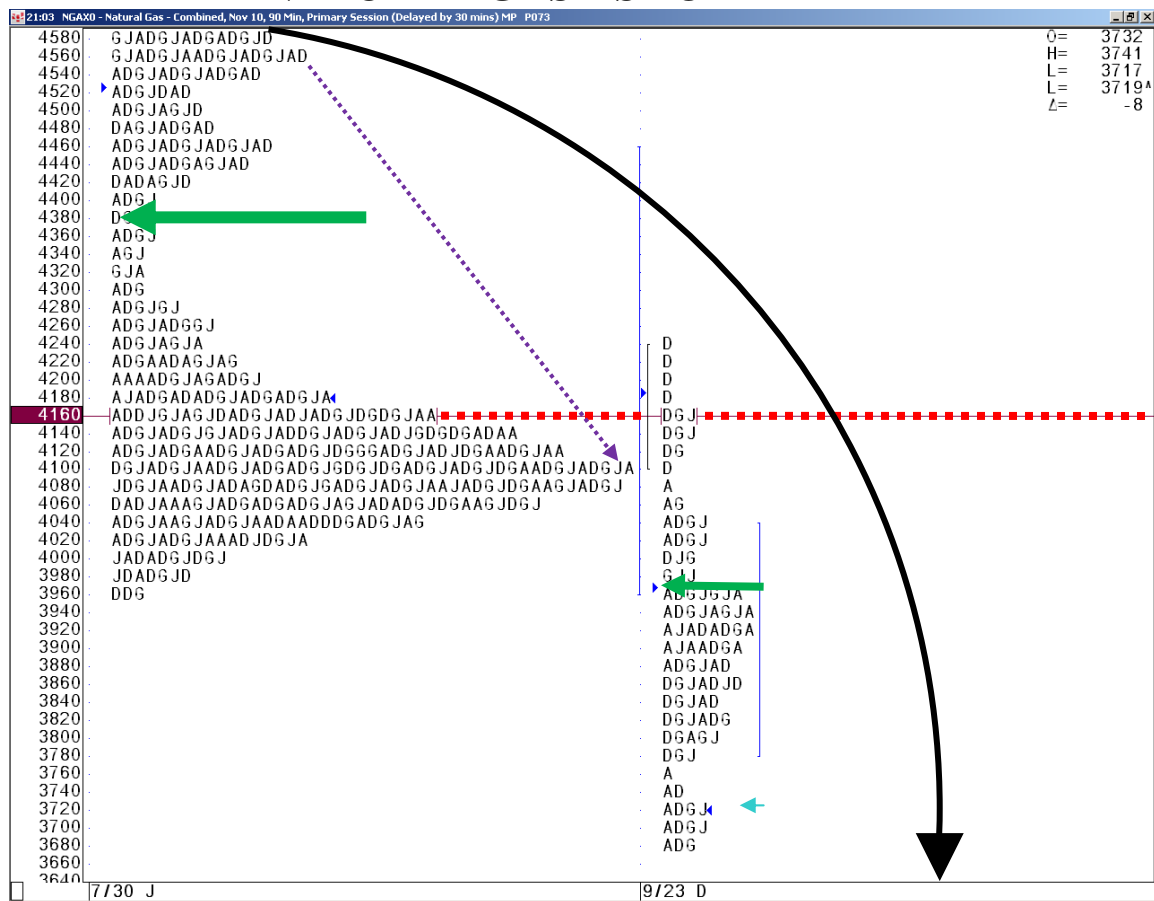 21:03 NGAX0 - Natural Gas - Combined, Nov 10, 90 Min, Primary Session (Delayed by 30 mins) MP P073
O= 3732
H= 3741
L= 3717
L= 3719ᴬ
Δ= -8
4580 GJADGJADGADGJD
4560 GJADGJAADGJADGJAD
4540 ADGJADGJADGAD
4520 ADGJDAD
4500 ADGJAGJD
4480 DAGJADGAD
4460 ADGJADGJADGJAD
4440 ADGJADGAGJAD
4420 DADAGJD
4400 ADGJ
4380
4360 ADGJ
4340 AGJ
4320 GJA
4300 ADG
4280 ADGJGJ
4260 ADGJADGGJ
4240 ADGJAGJA D
4220 ADGAADAGJAG D
4200 AAAADGJAGADGJ D
4180 AJADGADADGJADGADGJA D
4160 ADDJGJAGJDADGJADJADGJDGDGJAA DGJ
4140 ADGJADGJGJADGJADDGJADGJADJGDGDGADAA DGJ
4120 ADGJADGAADGJADGADGJDGGGADGJADJDGAADGJAA DG
4100 DGJADGJAADGJADGADGJGDGJDGADGJADGJDGAADGJADGJA D
4080 JDGJAADGJADAGDADGJGADGJADGJAAJADGJDGAAGJADGJ A
4060 DADJAAAGJADGADGADGJAGJADADGJDGAAGJDGJ AG
4040 ADGJAAGJADGJAADAADDDGADGJAG ADGJ
4020 ADGJADGJAAADJDGJA ADGJ
4000 JADADGJDGJ DJG
3980 JDADGJD GJJ
3960 DDG ADGJGJA
3940 ADGJAGJA
3920 AJADADGA
3900 AJAADGA
3880 ADGJAD
3860 DGJADJD
3840 DGJAD
3820 DGJADG
3800 DGAGJ
3780 DGJ
3760 A
3740 AD
3720 ADGJ
3700 ADGJ
3680 ADG
3660
3640
7/30 J 9/23 D